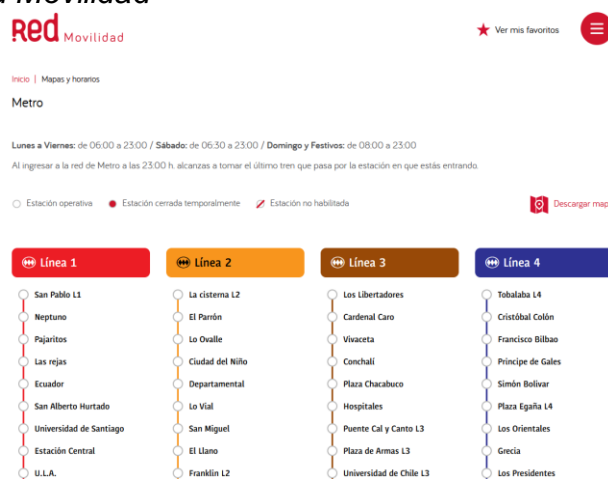 Movilidad
Red Movilidad
Ver mis favoritos
Inicio | Mapas y horarios
Metro
Lunes a Viernes: de 06:00 a 23:00 / Sábado: de 06:30 a 23:00 / Domingo y Festivos: de 08:00 a 23:00
Al ingresar a la red de Metro a las 23:00 h. alcanzas a tomar el último tren que pasa por la estación en que estás entrando.
Estación operativa Estación cerrada temporalmente Estación no habilitada
Descargar map
Línea 1
San Pablo L1
Neptuno
Pajaritos
Las rejas
Ecuador
San Alberto Hurtado
Universidad de Santiago
Estación Central
U.L.A.
Línea 2
La cisterna L2
El Parrón
Lo Ovalle
Ciudad del Niño
Departamental
Lo Vial
San Miguel
El Llano
Franklin L2
Línea 3
Los Libertadores
Cardenal Caro
Vivaceta
Conchalí
Plaza Chacabuco
Hospitales
Puente Cal y Canto L3
Plaza de Armas L3
Universidad de Chile L3
Línea 4
Tobalaba L4
Cristóbal Colón
Francisco Bilbao
Principe de Gales
Simón Bolívar
Plaza Egaña L4
Los Orientales
Grecia
Los Presidentes